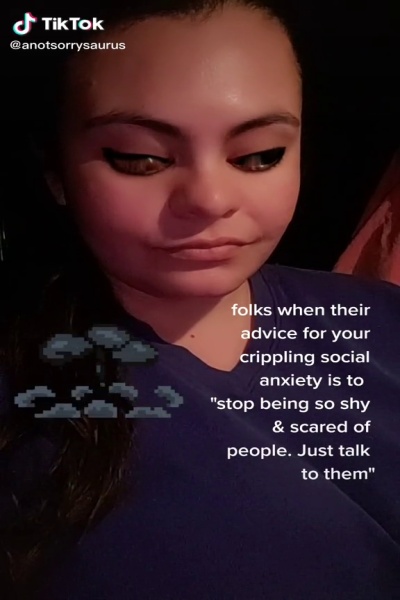 TikTok
@anotsorrysaurus
folks when their
advice for your
crippling social
anxiety is to
"stop being so shy
& scared of
people. Just talk
to them"